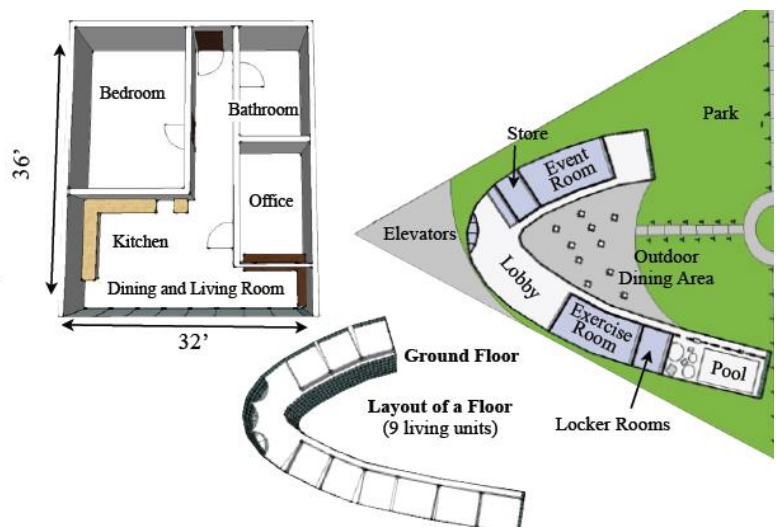 Bedroom
Bathroom
36’
Office
Kitchen
Dining and Living Room
32’
Park
Store
Event
Room
Elevators
Lobby
Outdoor
Dining Area
Exercise
Room
Pool
Locker Rooms
Ground Floor
Layout of a Floor
(9 living units)